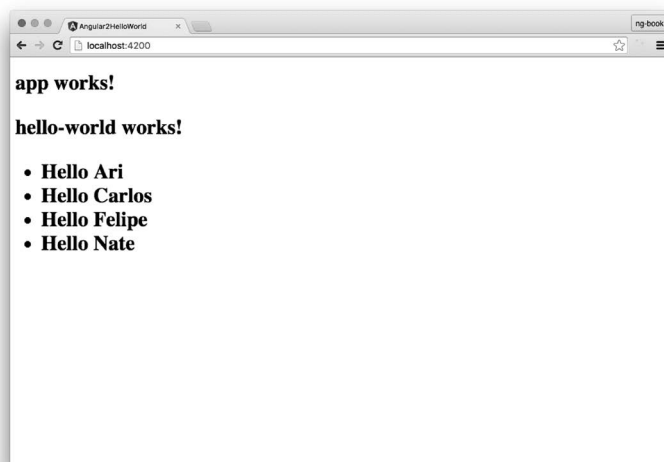 Angular2HelloWorld
ng-book
localhost:4200
app works!
hello-world works!
Hello Ari
Hello Carlos
Hello Felipe
Hello Nate